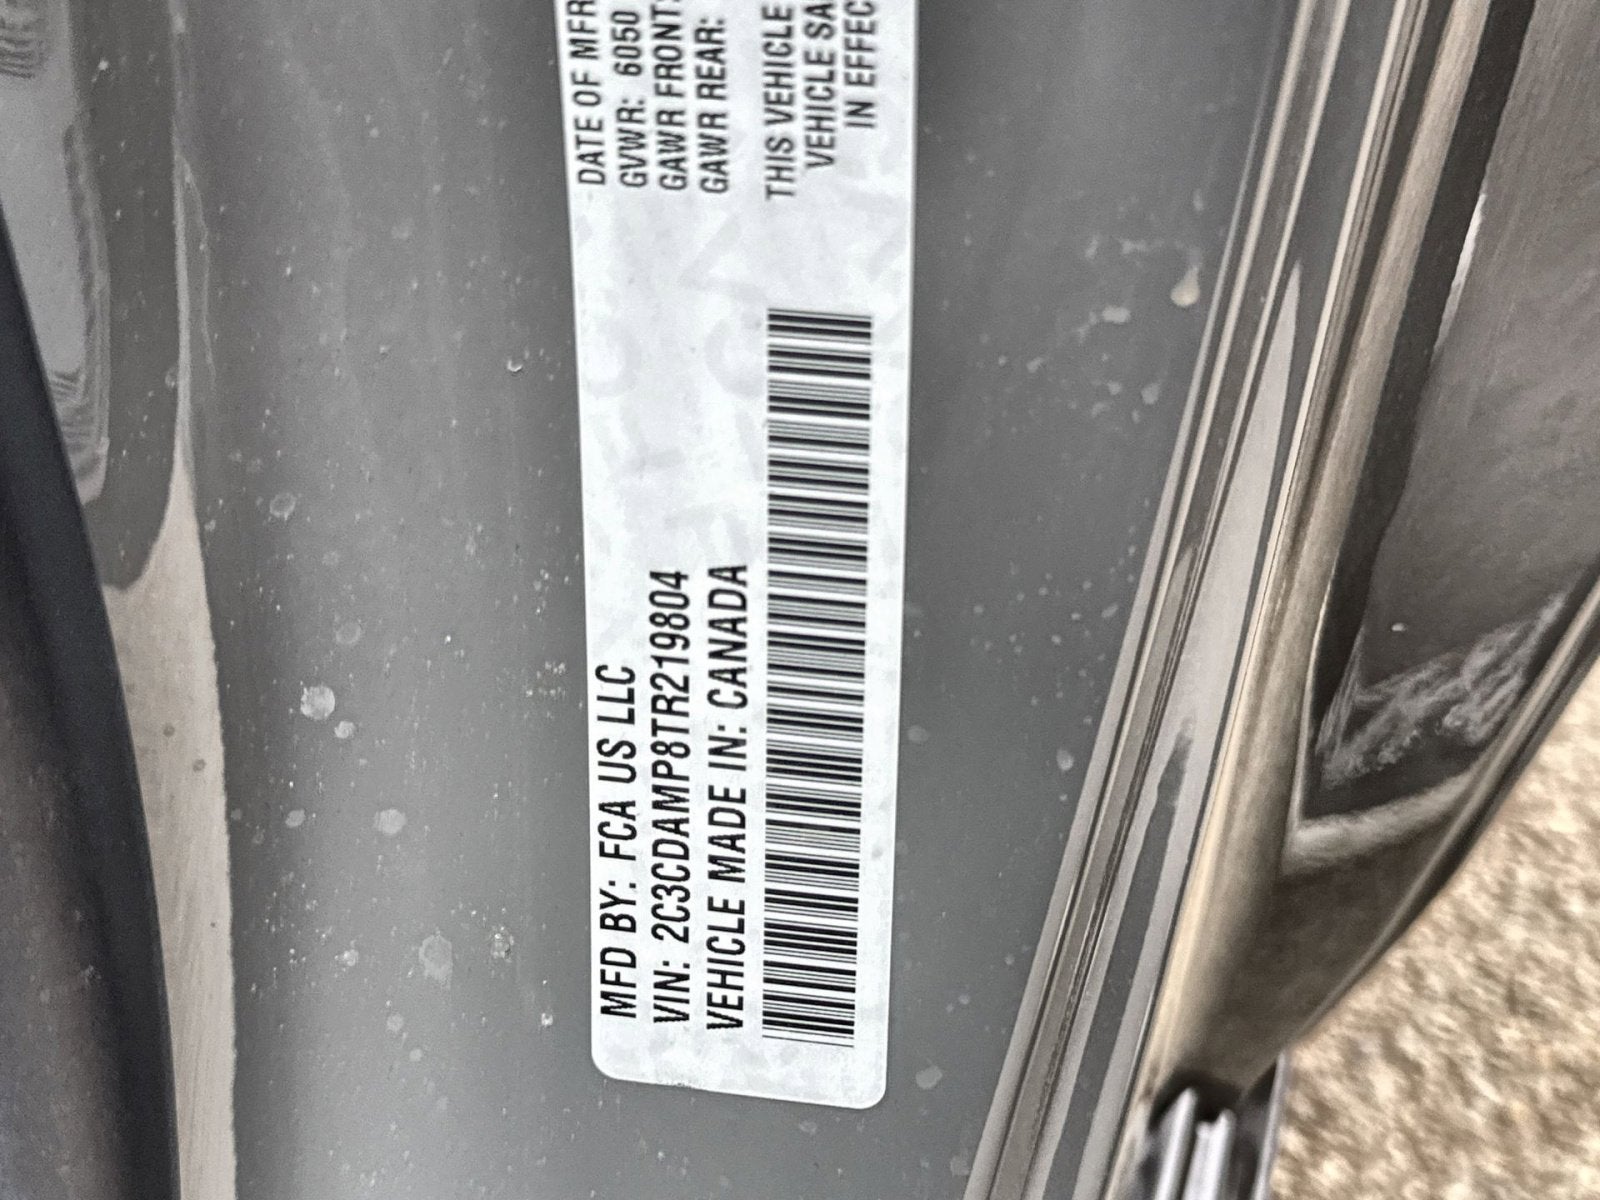 MFD BY: FCA US LLC
VIN: 2C3CDAMP8TR219804
VEHICLE MADE IN: CANADA
DATE OF MFR
GVWR: 6050
GAWR FRONT:
GAWR REAR:
THIS VEHICLE
VEHICLE SA
IN EFFEC